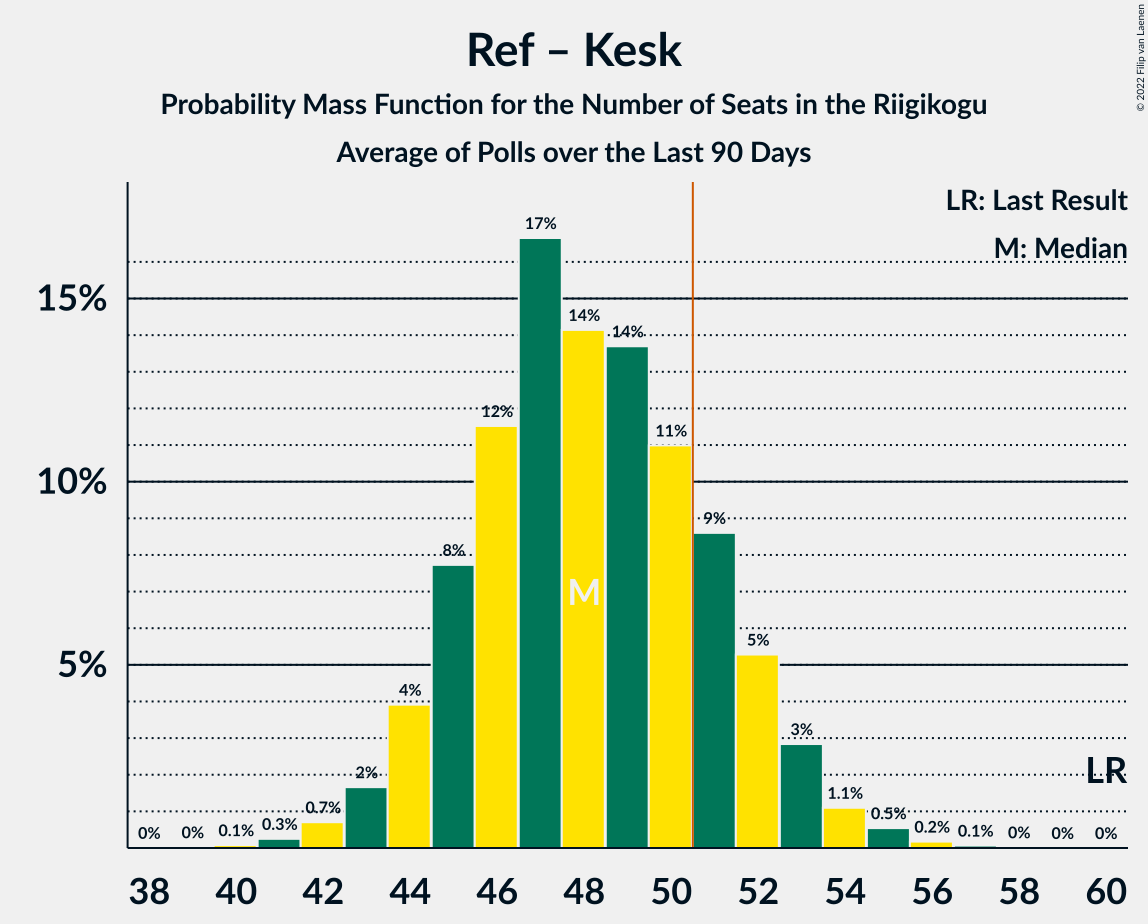 Ref – Kesk
Probability Mass Function for the Number of Seats in the Riigikogu
Average of Polls over the Last 90 Days
© 2022 Filip van Laenen
LR: Last Result
M: Median
15%
10%
5%
0%
0%
0.1%
0.3%
0.7%
2%
4%
8%
12%
17%
14%
14%
11%
9%
5%
3%
1.1%
0.5%
0.2%
0.1%
0%
0%
0%
M
LR
38 40 42 44 46 48 50 52 54 56 58 60